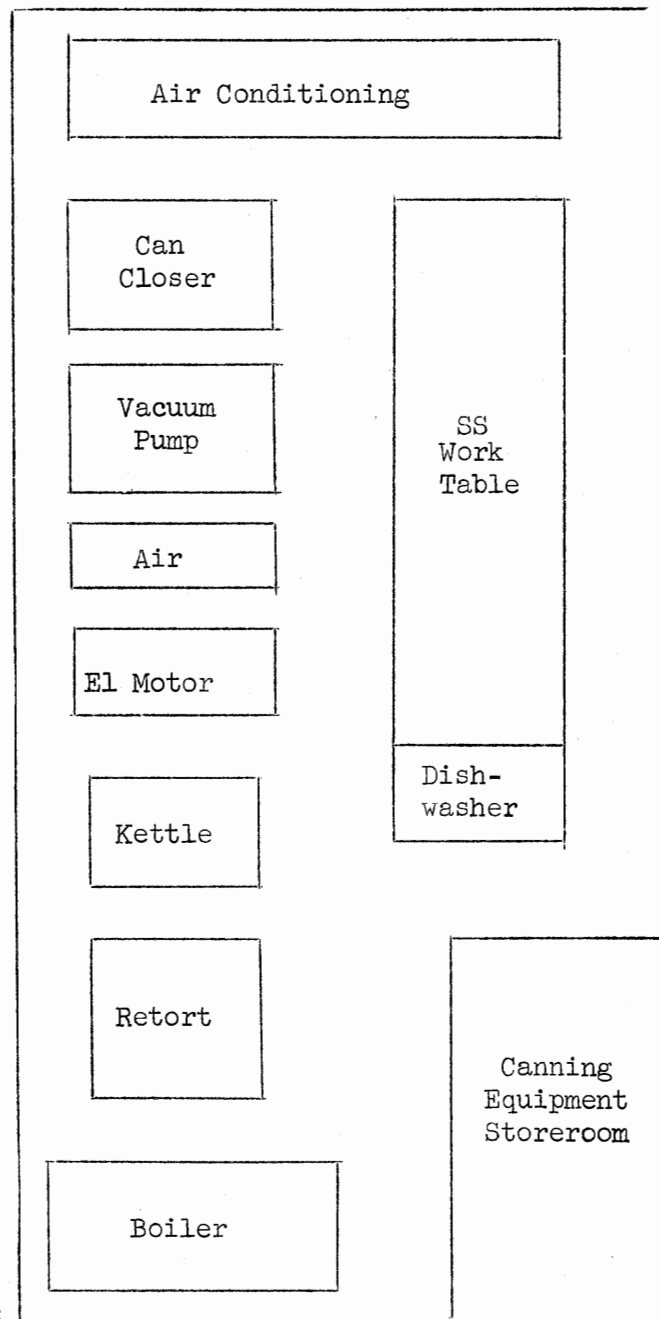 Air Conditioning
Can
Closer
Vacuum
Pump
Air
El Motor
Kettle
Retort
Boiler
SS
Work
Table
Dish-
washer
Canning
Equipment
Storeroom